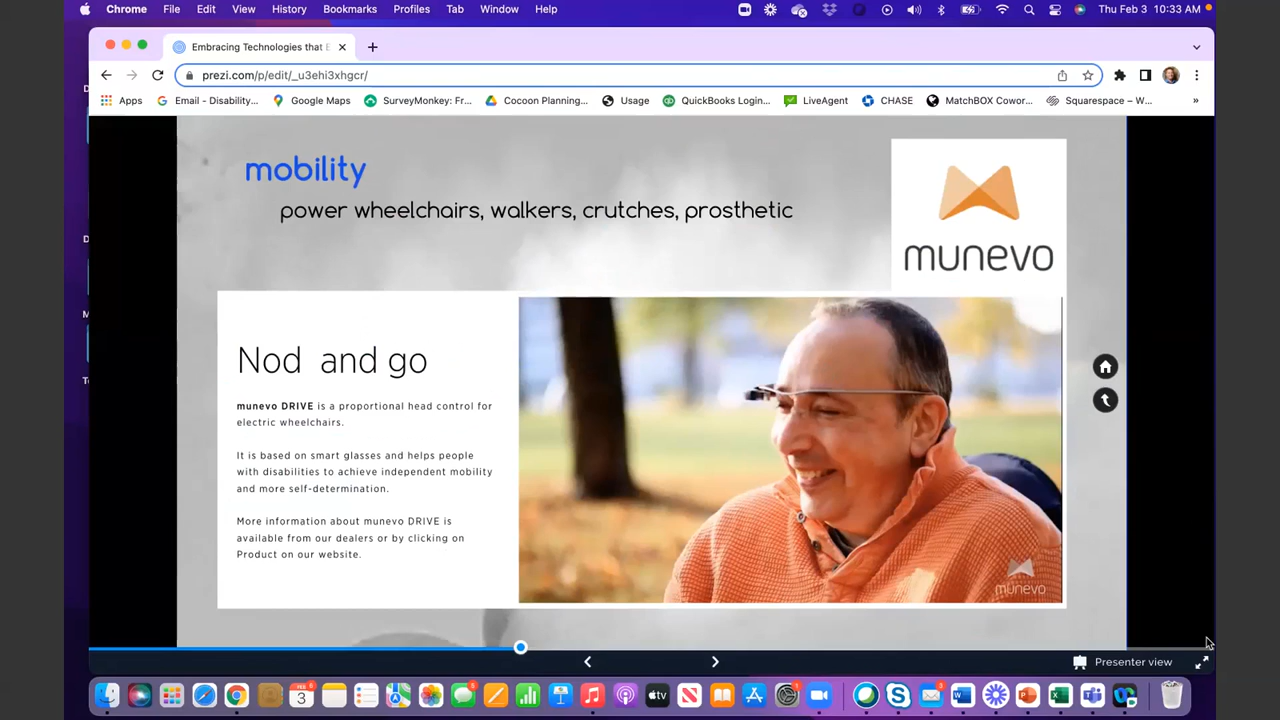 Chrome File Edit View History Bookmarks Profiles Tab Window Help Thu Feb 3 10:33 AM
Embracing Technologies that E
prezi.com/p/edit/_u3ehi3xhgcr/
Apps Email - Disability... Google Maps SurveyMonkey: Fr... Cocoon Planning... Usage QuickBooks Login... LiveAgent CHASE MatchBOX Cowor... Squarespace – W... »
mobility
power wheelchairs, walkers, crutches, prosthetic
munevo
Nod and go
munevo DRIVE is a proportional head control for
electric wheelchairs.
It is based on smart glasses and helps people
with disabilities to achieve independent mobility
and more self-determination.
More information about munevo DRIVE is
available from our dealers or by clicking on
Product on our website.
munevo
Presenter view
FEB
3
tv